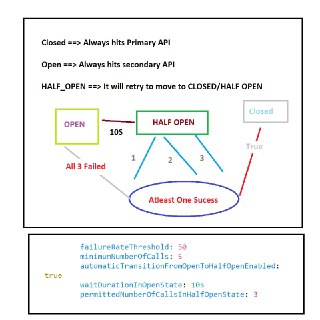 Closed ==> Always hits Primary API
Open ==> Always hits secondary API
HALF_OPEN ==> It will retry to move to CLOSED/HALF OPEN
OPEN
10S
HALF OPEN
Closed
1
2
3
True
All 3 Failed
Atleast One Sucess
failureRateThreshold: 50
minimumNumberOfCalls: 5
automaticTransitionFromOpenToHalfOpenEnabled:
true
waitDurationInOpenState: 10s
permittedNumberOfCallsInHalfOpenState: 3